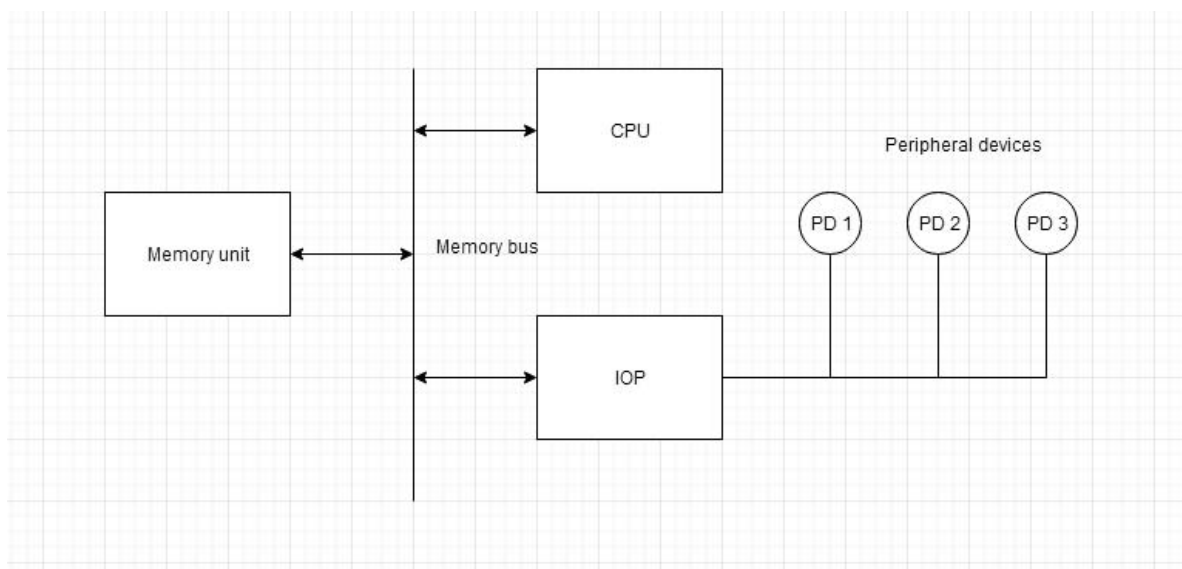 CPU
Peripheral devices
PD 1 PD 2 PD 3
Memory unit
Memory bus
IOP